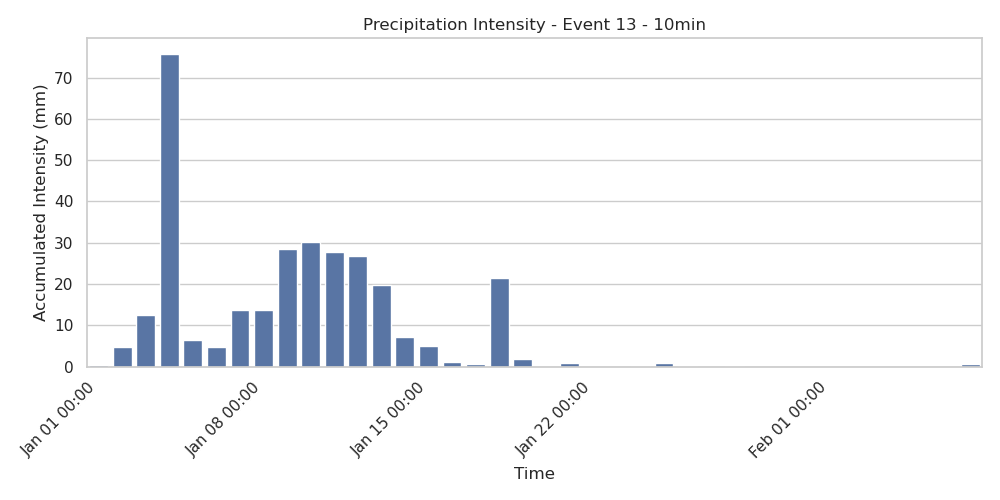 Precipitation Intensity - Event 13 - 10min
Accumulated Intensity (mm)
70
60
50
40
30
20
10
0
Jan 01 00:00
Jan 08 00:00
Jan 15 00:00
Jan 22 00:00
Feb 01 00:00
Time